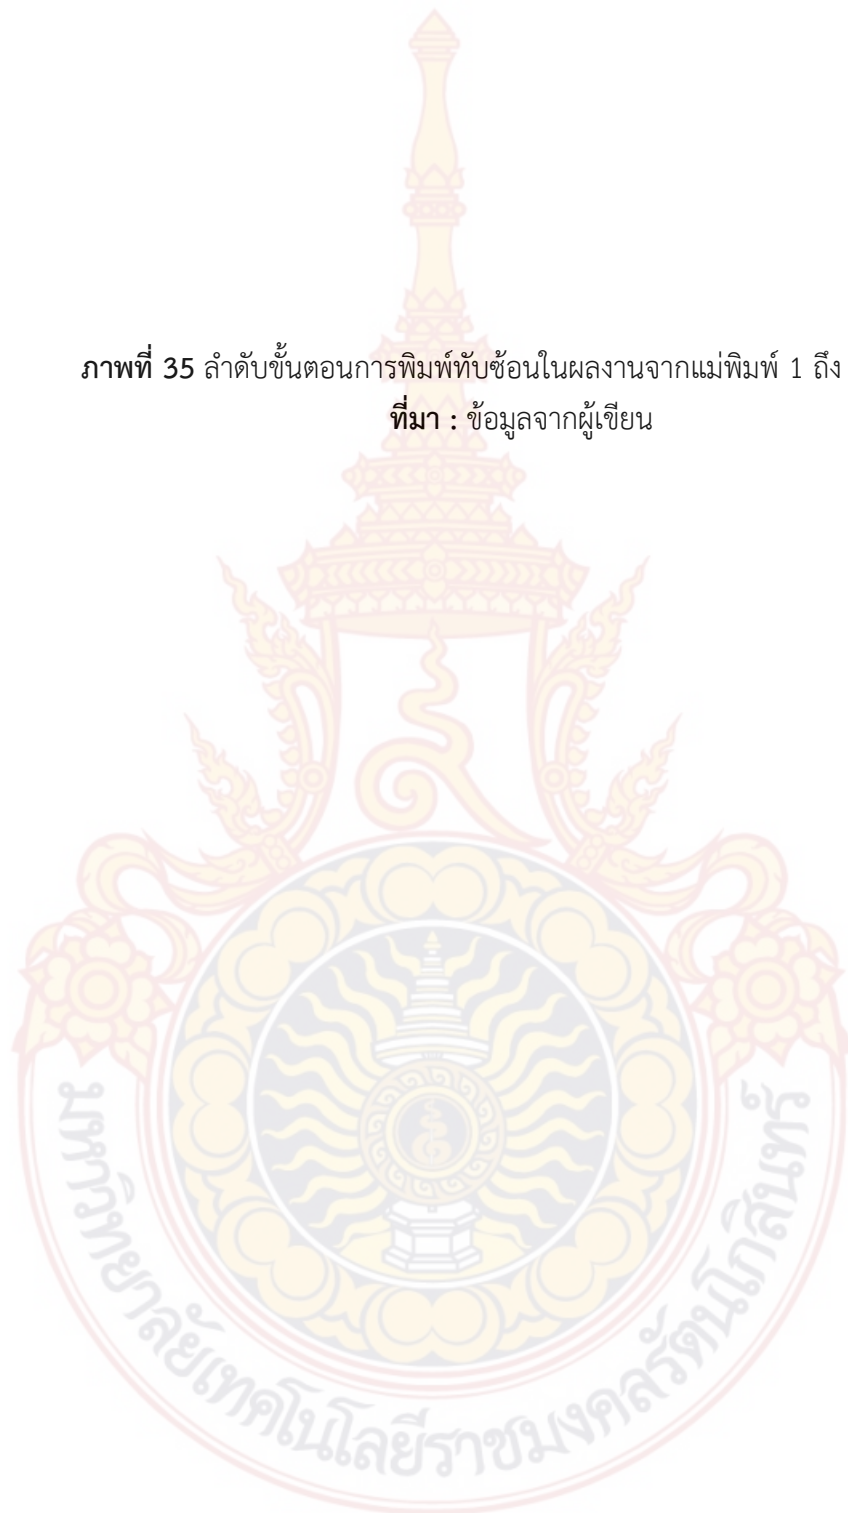 ภาพที่ 35 ลำดับขั้นตอนการพิมพ์ทับซ้อนในผลงานจากแม่พิมพ์ 1 ถึง
ที่มา : ข้อมูลจากผู้เขียน
มหาวิทยาลัยเทคโนโลยีราชมงคลรัตนโกสินทร์